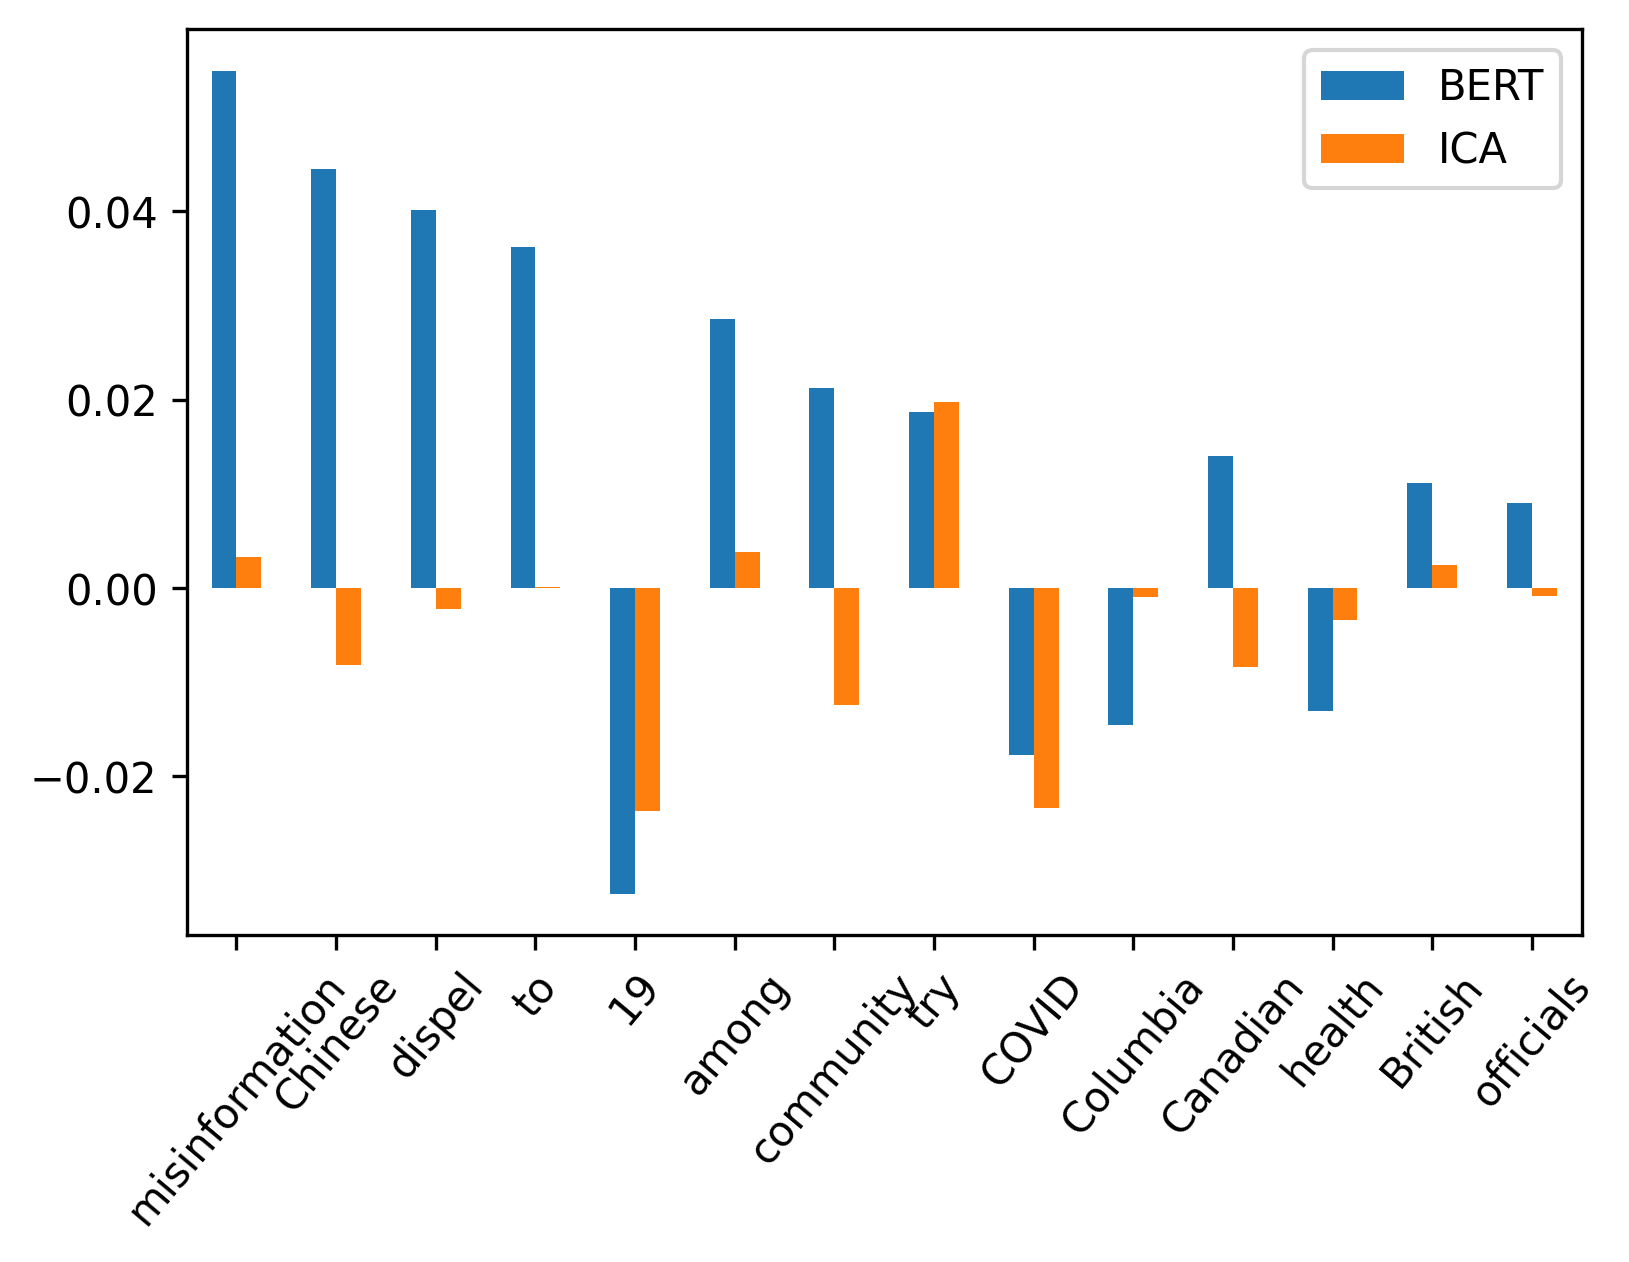 BERT
ICA
0.04
0.02
0.00
−0.02
misinformation
Chinese
dispel
to
19
among
community
try
COVID
Columbia
Canadian
health
British
officials